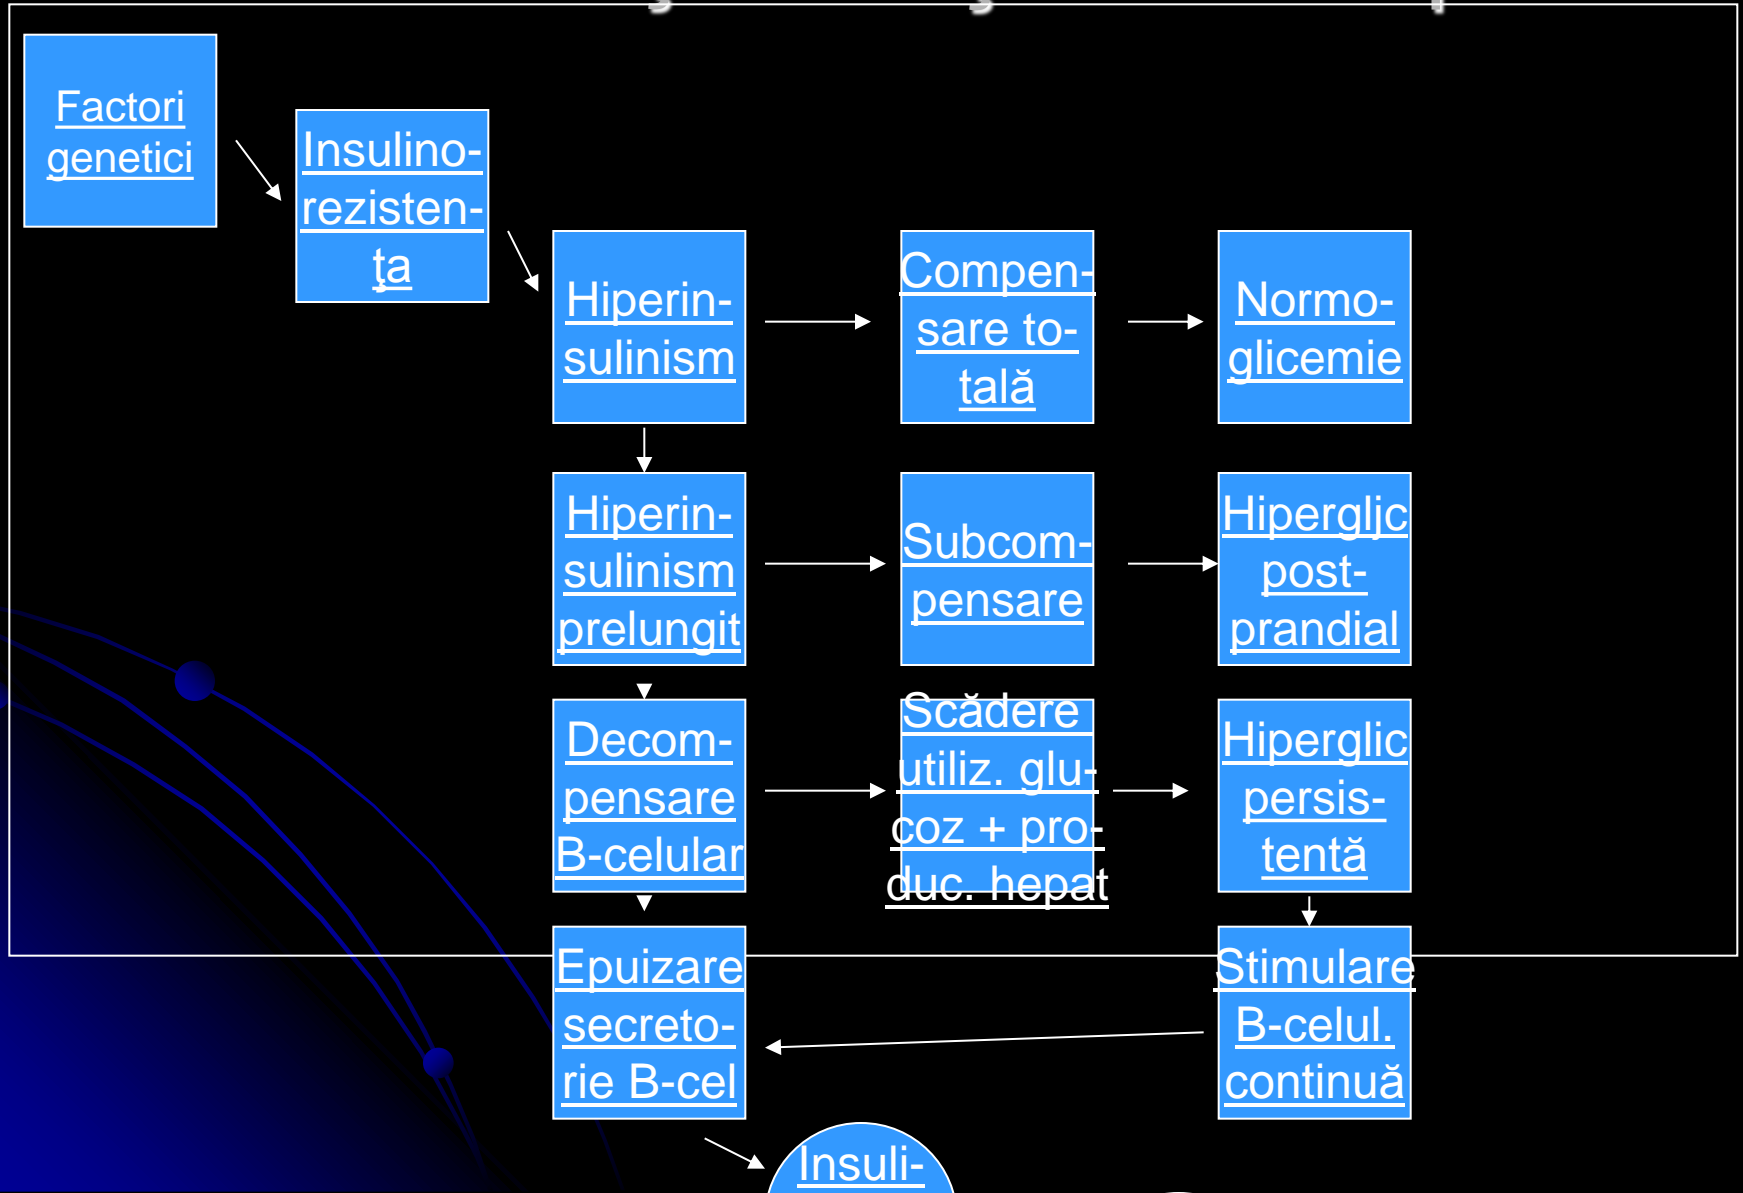 Factori
genetici
Insulino-
rezisten-
ţa
Hiperin-
sulinism
Compen-
sare to-
tală
Normo-
glicemie
Hiperin-
sulinism
prelungit
Subcom-
pensare
Hipergljc
post-
prandial
Decom-
pensare
B-celular
Scădere
utiliz. glu-
coz + pro-
duc. hepat
Hiperglic
persis-
tentă
Epuizare
secreto-
rie B-cel
Stimulare
B-celul.
continuă
Insuli-